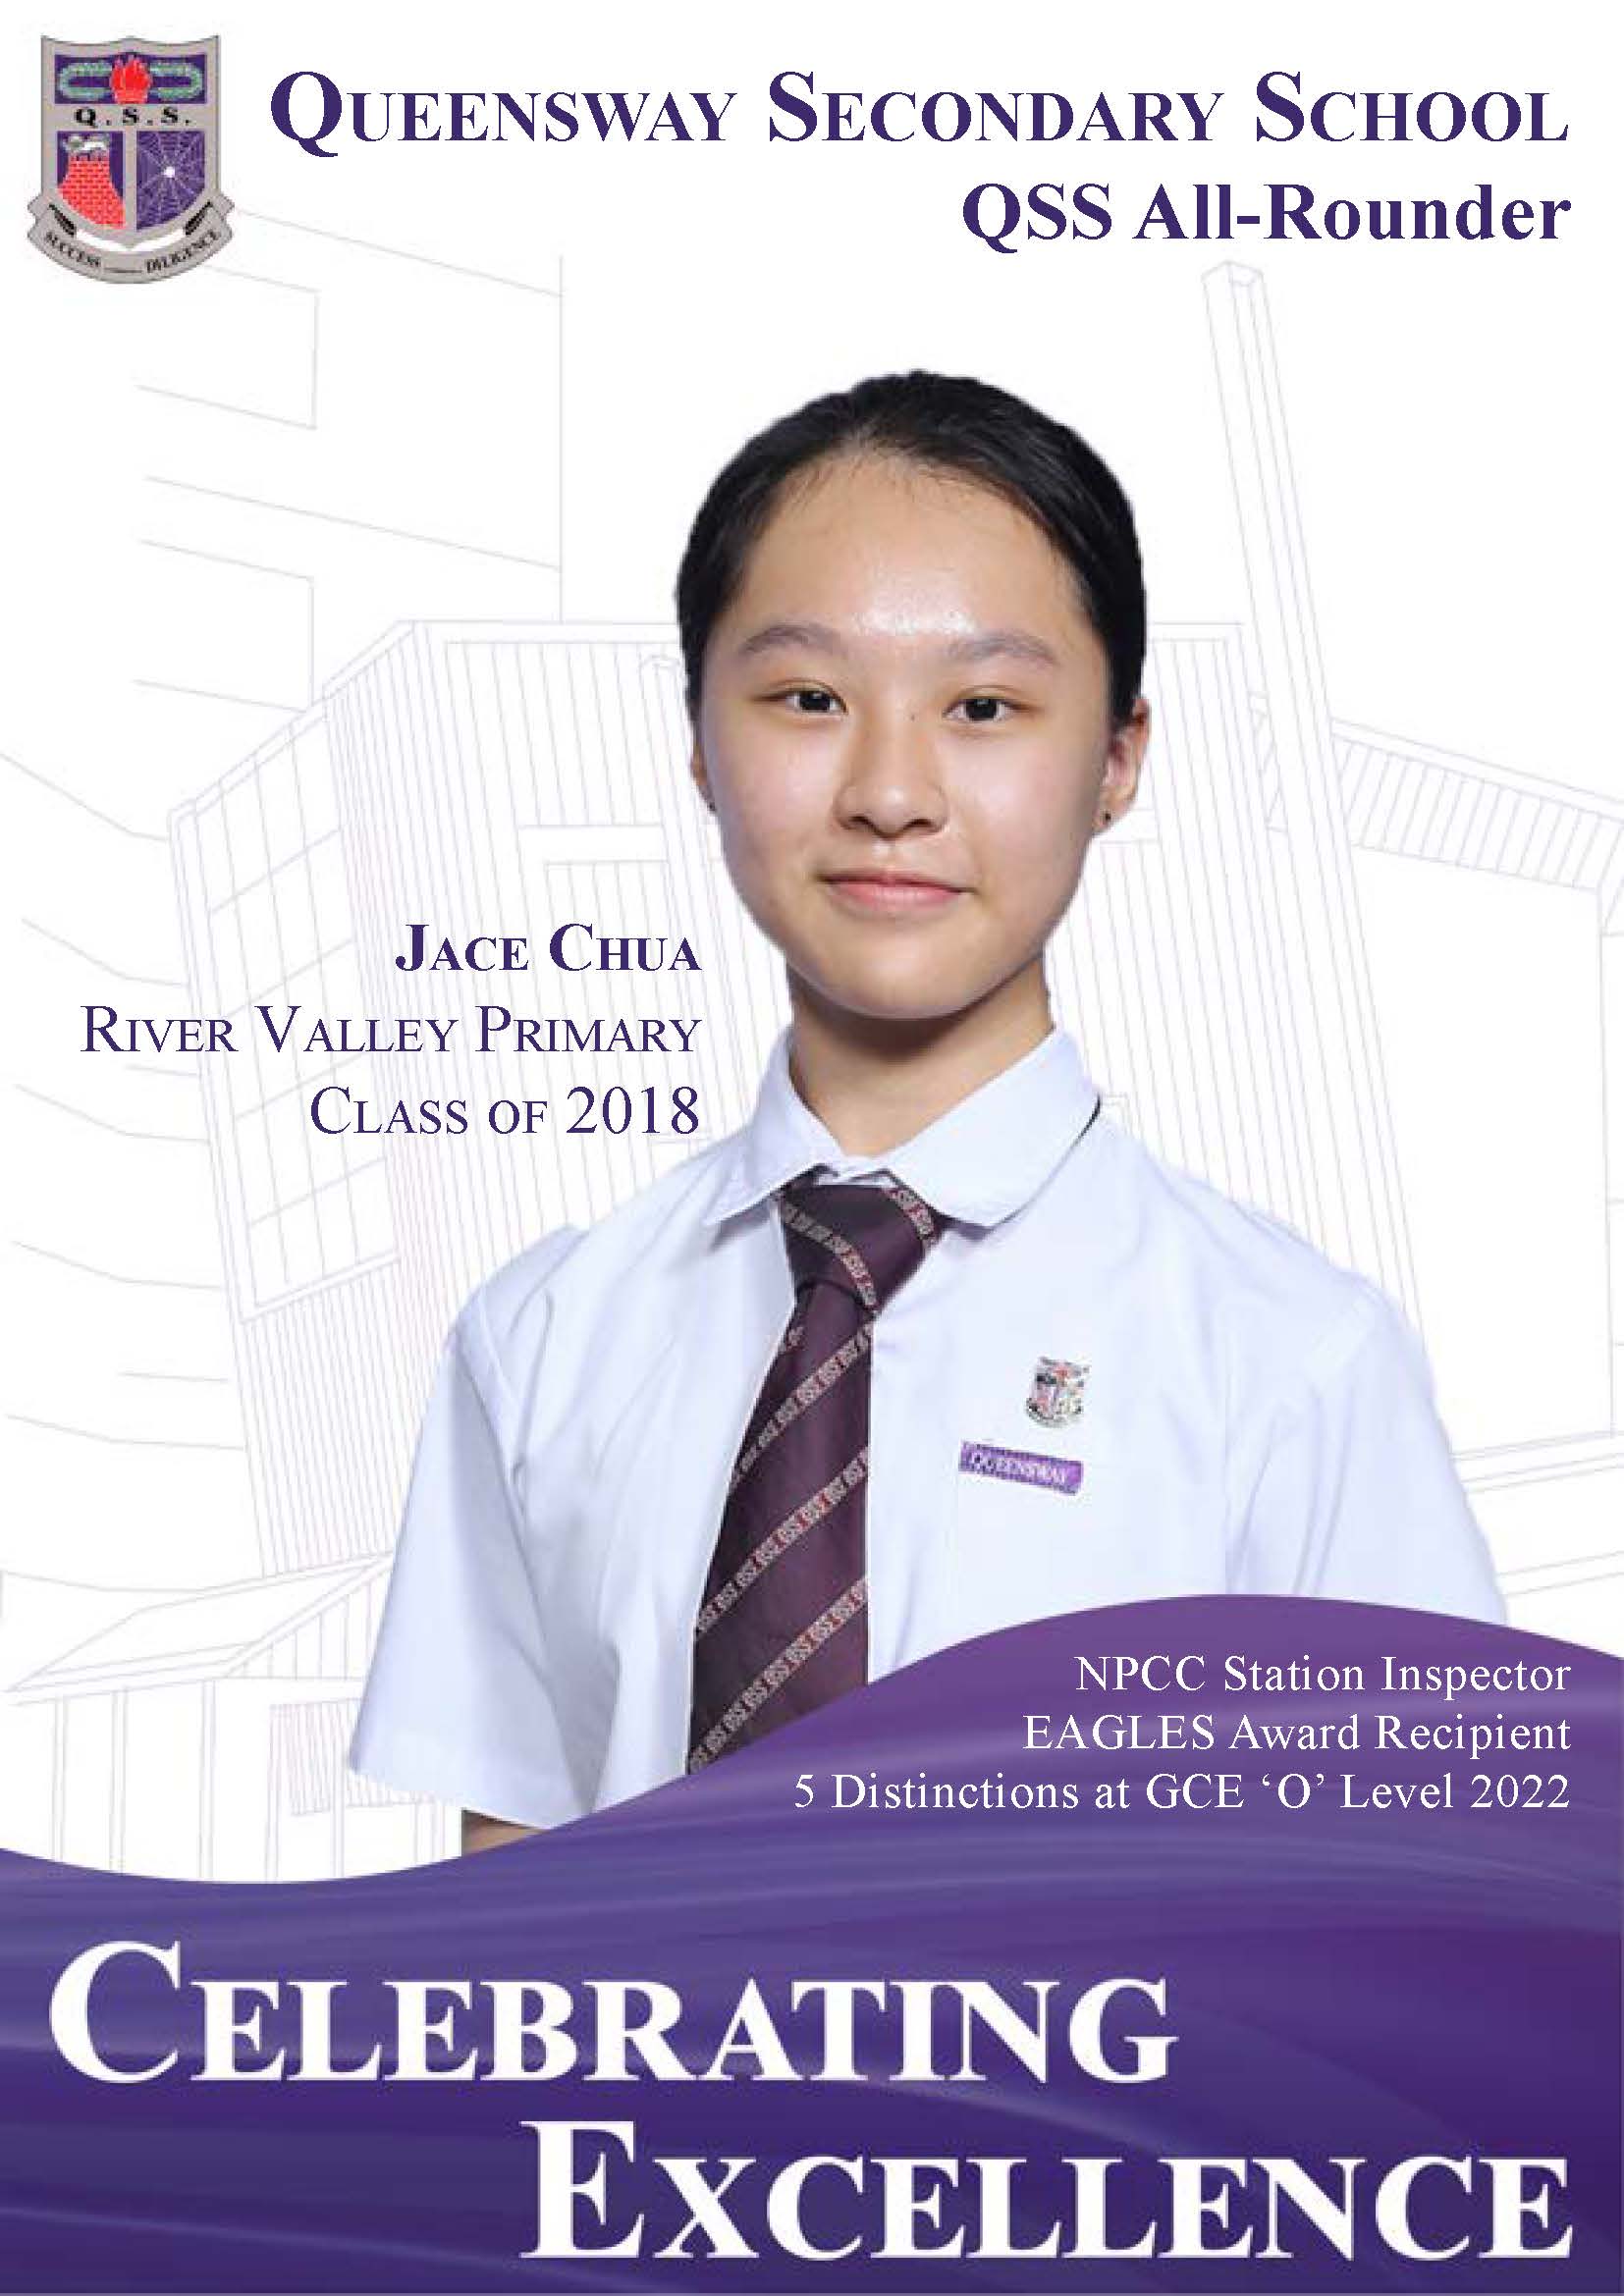 Q.S.S.
SUCCESS DILIGENCE
QUEENSWAY SECONDARY SCHOOL
QSS All-Rounder
JACE CHUA
RIVER VALLEY PRIMARY
CLASS OF 2018
QUEENSWAY
NPCC Station Inspector
EAGLES Award Recipient
5 Distinctions at GCE ‘O’ Level 2022
CELEBRATING
EXCELLENCE